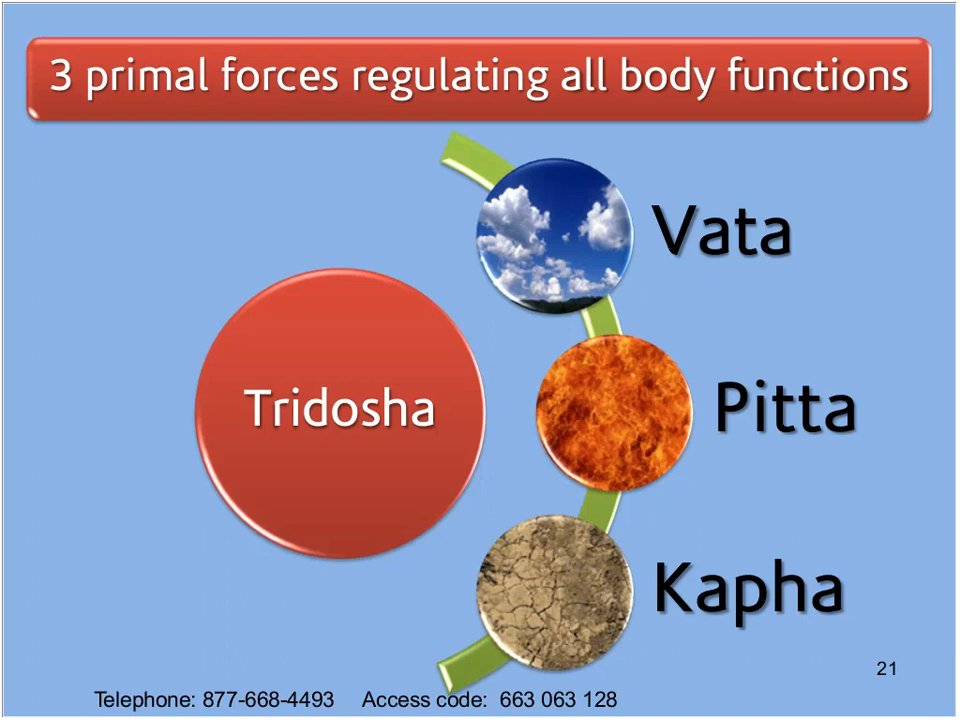 3 primal forces regulating all body functions
Vata
Tridosha
Pitta
Kapha
21
Telephone: 877-668-4493 Access code: 663 063 128